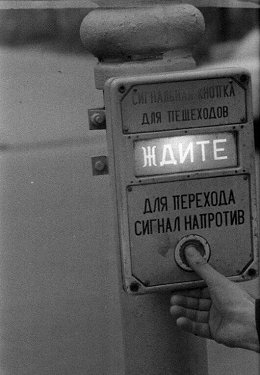 СИГНАЛЬНАЯ КНОПКА
ДЛЯ ПЕШЕХОДОВ
ЖДИТЕ
ДЛЯ ПЕРЕХОДА
СИГНАЛ НАПРОТИВ